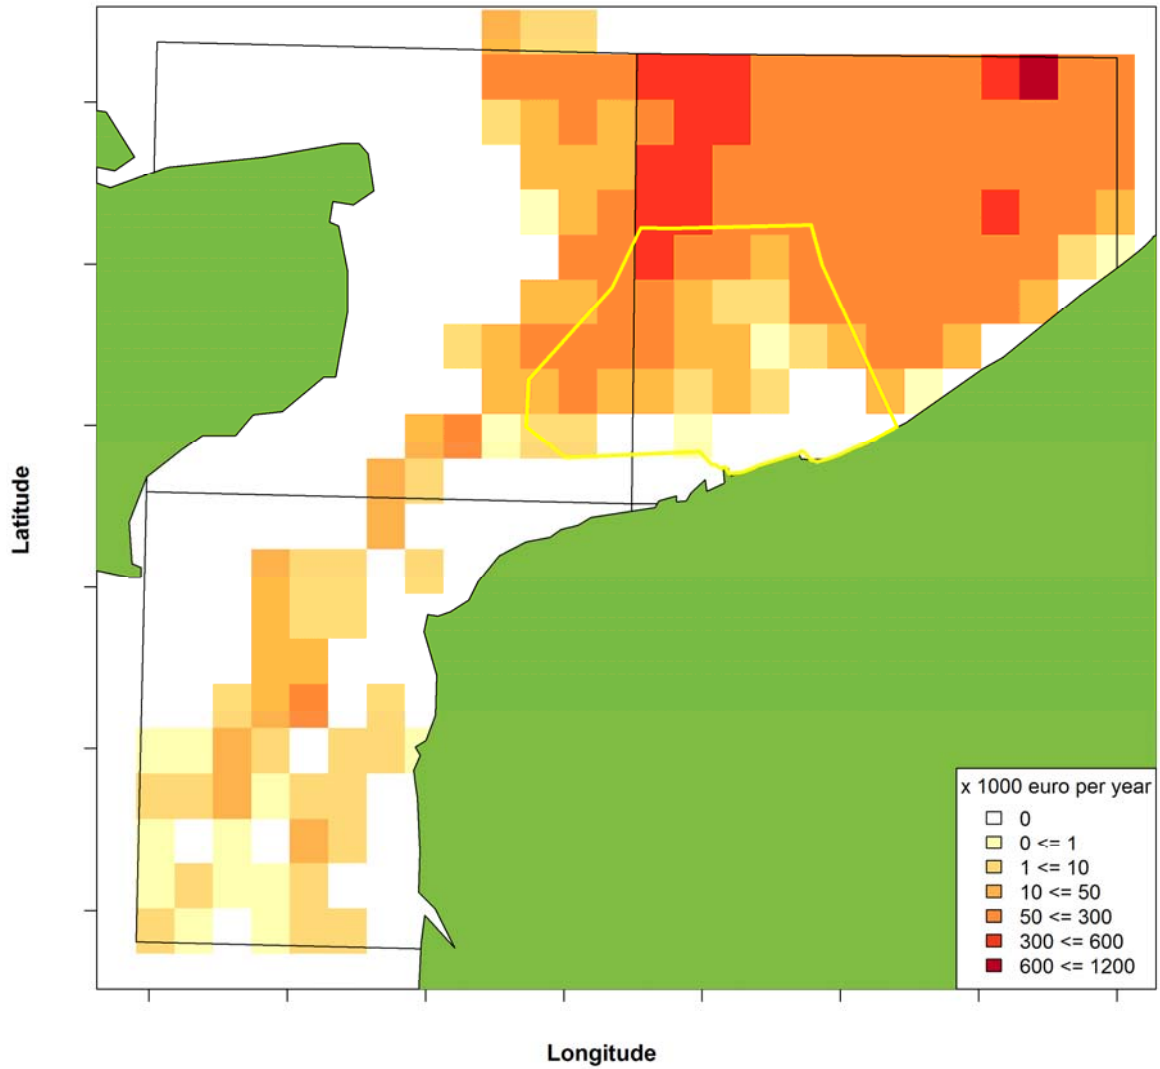 Latitude
x 1000 euro per year
0
0 <= 1
1 <= 10
10 <= 50
50 <= 300
300 <= 600
600 <= 1200
Longitude